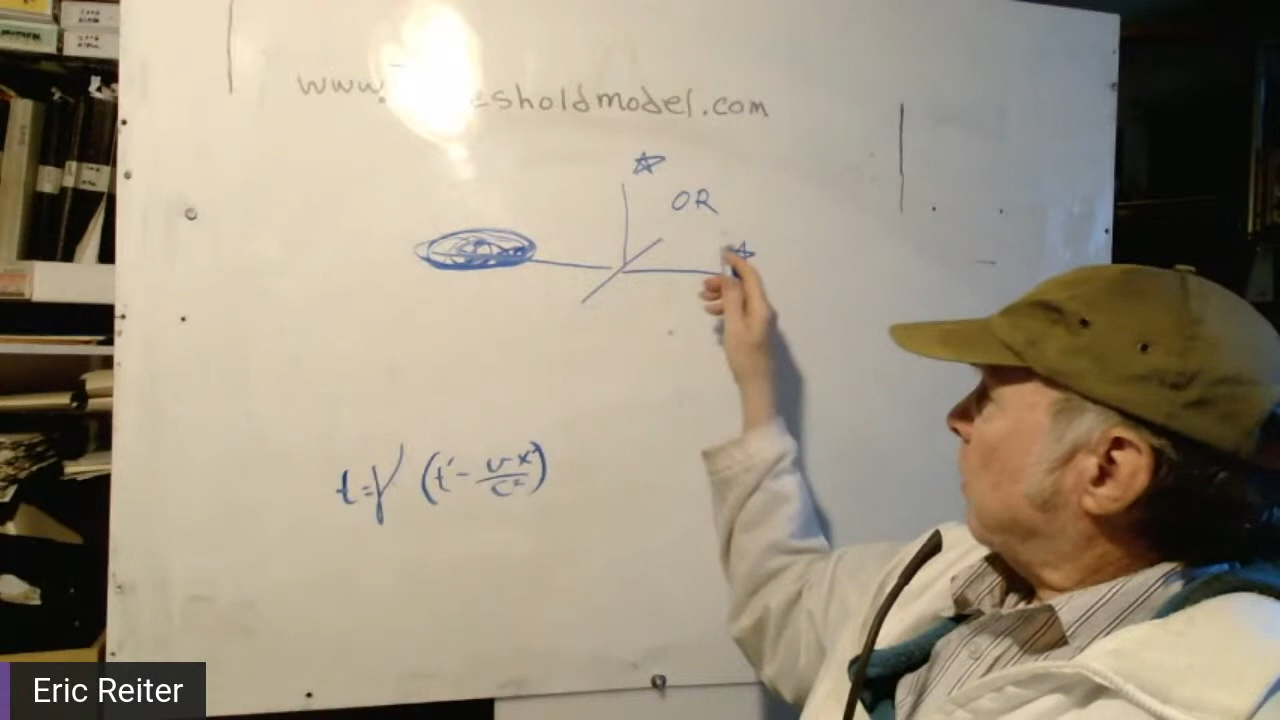 www. esholdmodel.com
OR
t=γ (t' - vx'/c²)
Eric Reiter